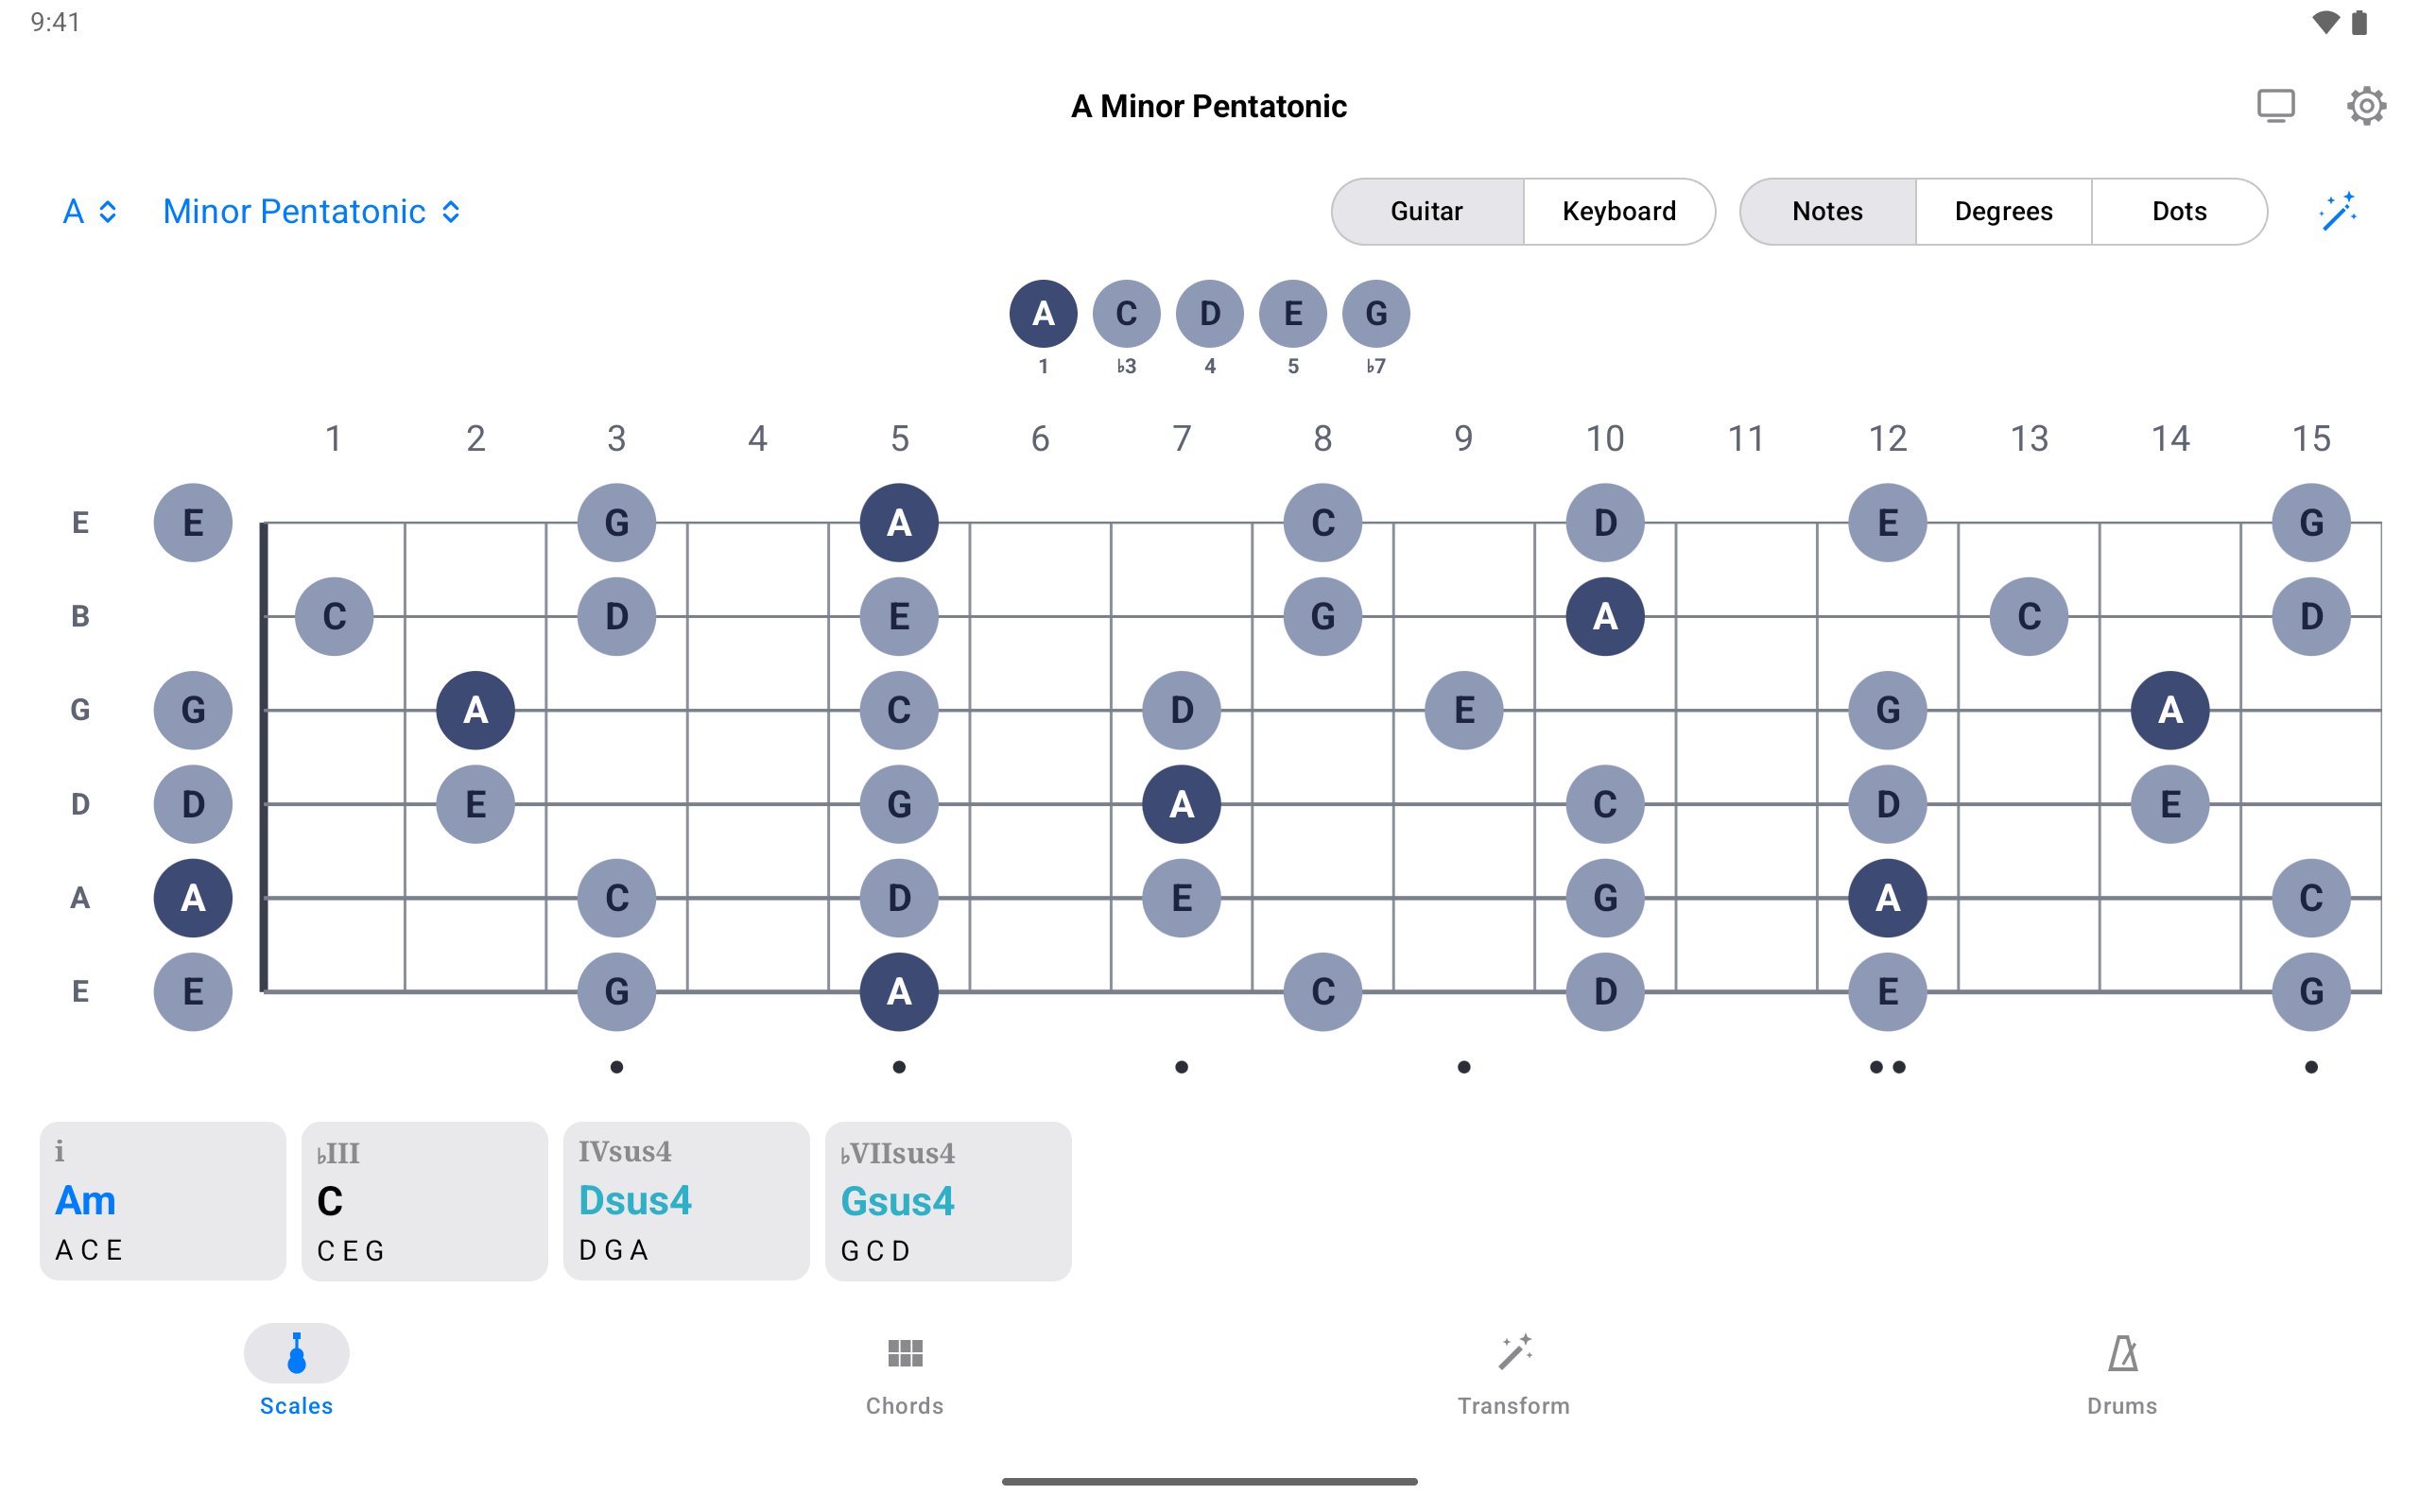 9:41
A Minor Pentatonic
A Minor Pentatonic Guitar Keyboard Notes Degrees Dots
A C D E G
1 ♭3 4 5 ♭7
1 2 3 4 5 6 7 8 9 10 11 12 13 14 15
E E G A C D E G
B C D E G A C D
G G A C D E G A
D D E G A C D E
A A C D E G A C
E E G A C D E G
i ♭III IVsus4 ♭VIIsus4
Am C Dsus4 Gsus4
A C E C E G D G A G C D
Scales Chords Transform Drums